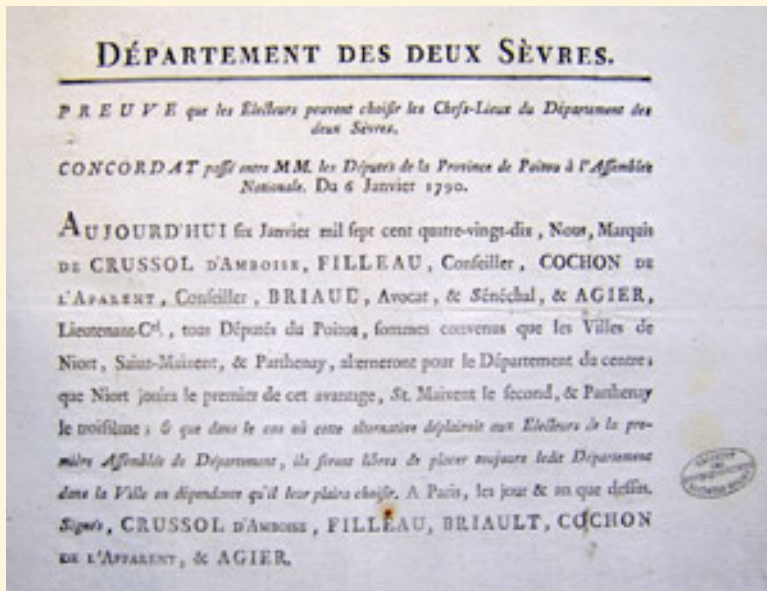 DÉPARTEMENT DES DEUX SÈVRES.
PREUVE que les Électeurs peuvent choisir les Chefs-Lieux du Département des
deux Sèvres.
CONCORDAT passé entre MM. les Députés de la Province de Poitou à l'Assemblée
Nationale. Du 6 Janvier 1790.
AUJOURD'HUI six Janvier mil sept cent quatre-vingt-dix, Nous, Marquis
DE CRUSSOL D'AMBOISE, FILLEAU, Conseiller, COCHON DE
L'APARENT, Conseiller, BRIAUD, Avocat, & Sénéchal, & AGIER,
Lieutenant-Cel., tous Députés du Poitou, sommes convenus que les Villes de
Niort, Saint-Maixent, & Parthenay, alterneront pour le Département du centre;
que Niort jouira le premier de cet avantage, St. Maixent le second, & Parthenay
le troisième; & que dans le cas où cette alternative déplairoit aux Électeurs de la pre-
mière Assemblée de Département, ils seront libres de placer toujours ledit Département
dans la Ville en dépendance qu'il leur plaira choisir. A Paris, les jour & an que dessus.
Signés, CRUSSOL D'AMBOISE, FILLEAU, BRIAULT, COCHON
DE L'APPARENT, & AGIER.